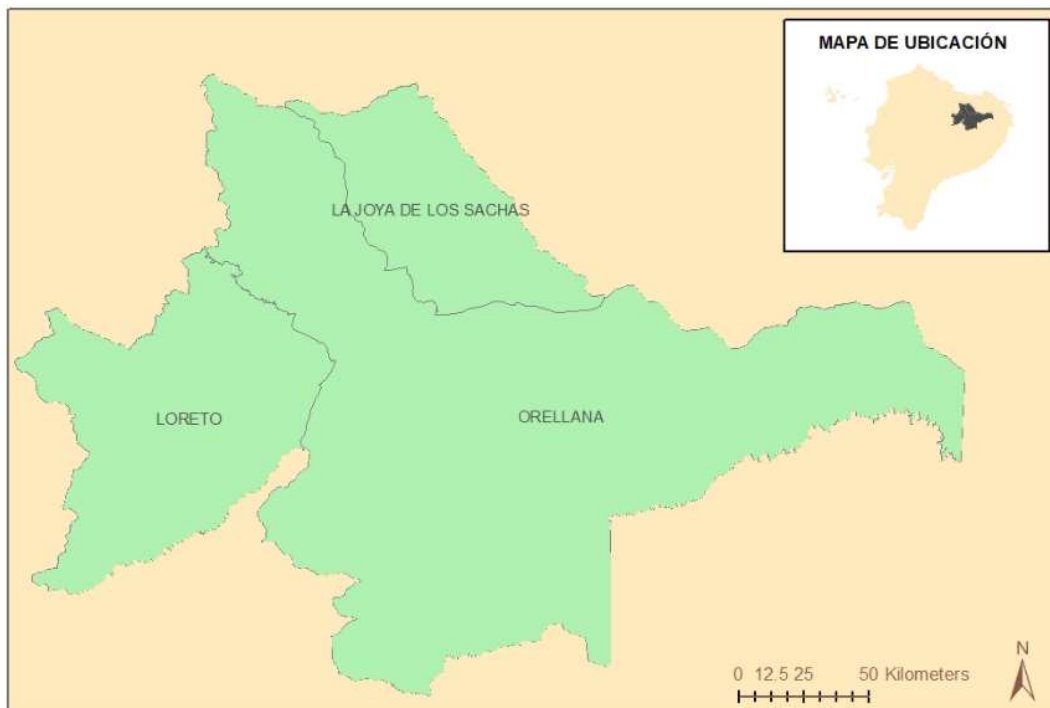 MAPA DE UBICACIÓN
LA JOYA DE LOS SACHAS
LORETO
ORELLANA
N
0 12.5 25 50 Kilometers